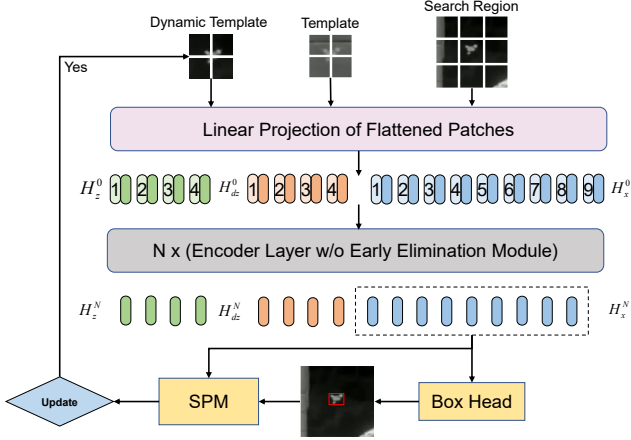 Dynamic Template
Template
Search Region
Yes
Linear Projection of Flattened Patches
H_z^0 1 2 3 4 H_dz^0 1 2 3 4 1 2 3 4 5 6 7 8 9 H_x^0
N x (Encoder Layer w/o Early Elimination Module)
H_z^N H_dz^N H_x^N
Update
SPM
Box Head